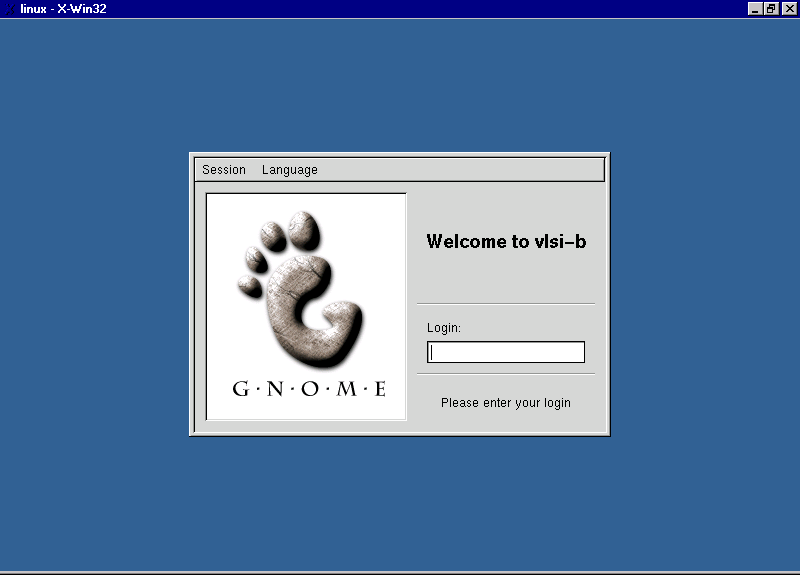 linux - X-Win32
Session Language
Welcome to vlsi-b
Login:
G·N·O·M·E
Please enter your login